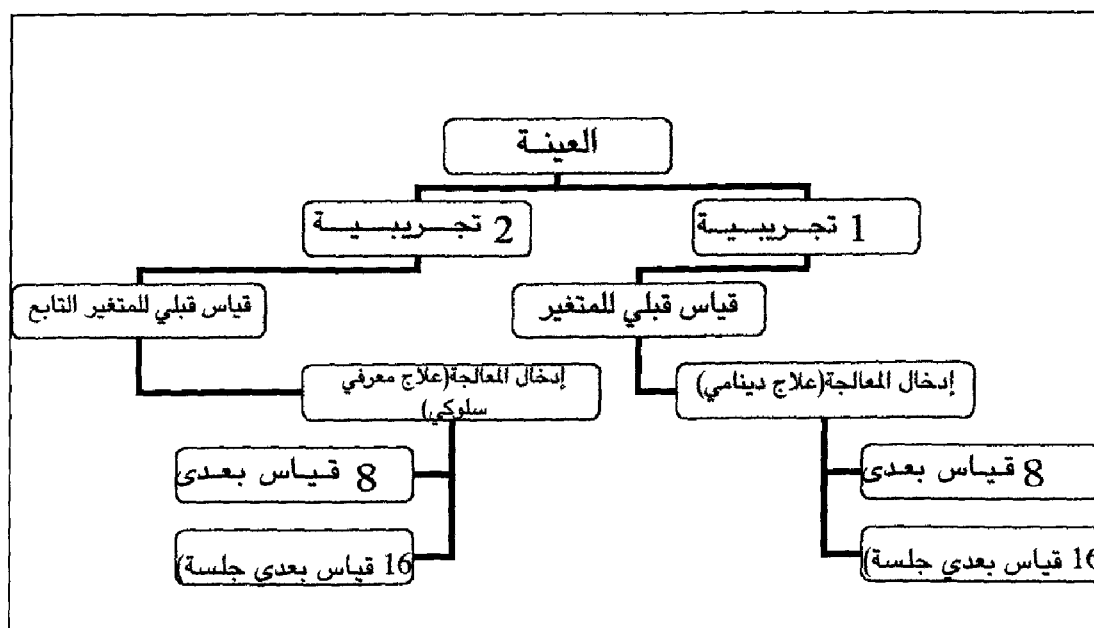 العينة
1 تجريبية
2 تجريبية
قياس قبلي للمتغير
قياس قبلي للمتغير التابع
إدخال المعالجة(علاج دينامي)
إدخال المعالجة(علاج معرفي
سلوكي)
8 قياس بعدى
8 قياس بعدى
16 قياس بعدي جلسة)
16 قياس بعدي جلسة)